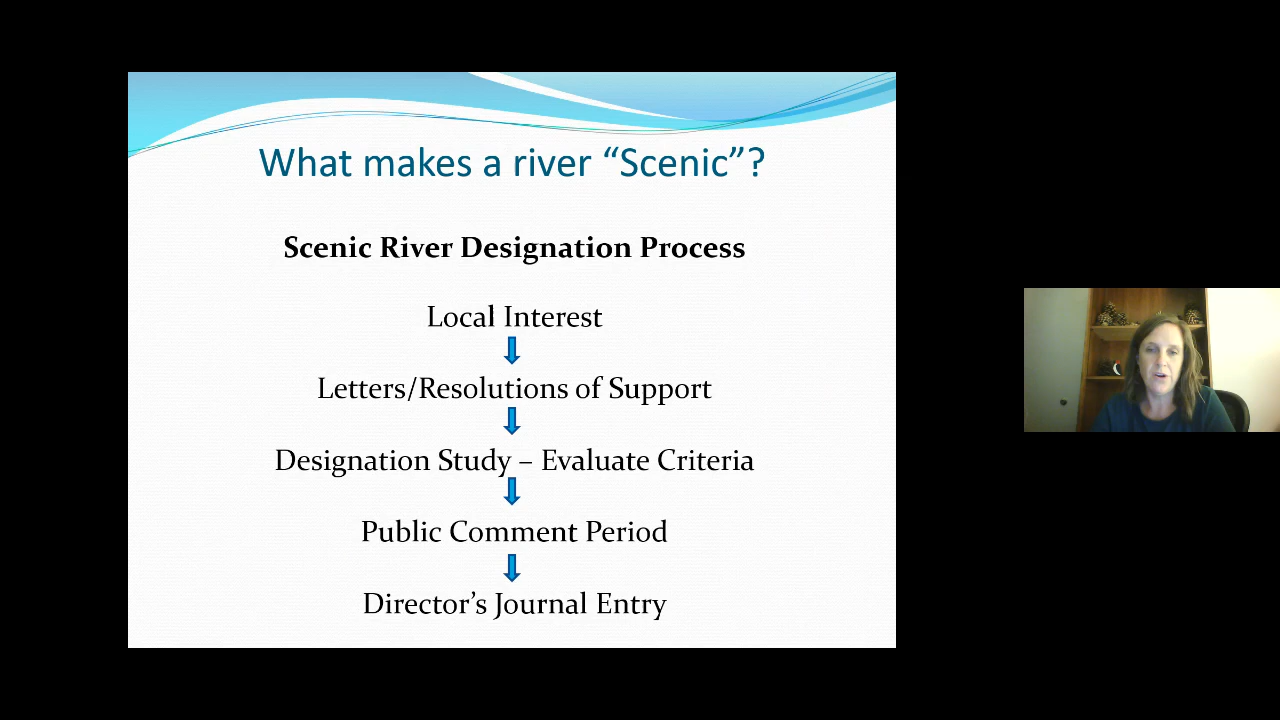 What makes a river “Scenic”?
Scenic River Designation Process
Local Interest
Letters/Resolutions of Support
Designation Study – Evaluate Criteria
Public Comment Period
Director’s Journal Entry